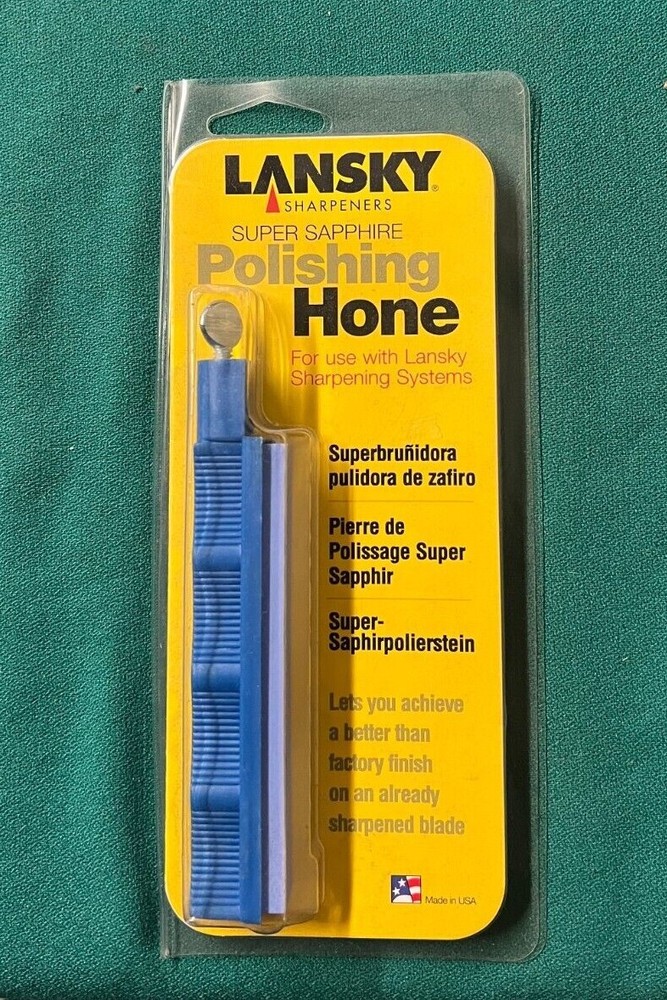 LANSKY®
SHARPENERS
SUPER SAPPHIRE
Polishing
Hone
For use with Lansky
Sharpening Systems
Superbruñidora
pulidora de zafiro
Pierre de
Polissage Super
Sapphir
Super-
Saphirpolierstein
Lets you achieve
a better than
factory finish
on an already
sharpened blade
Made in USA